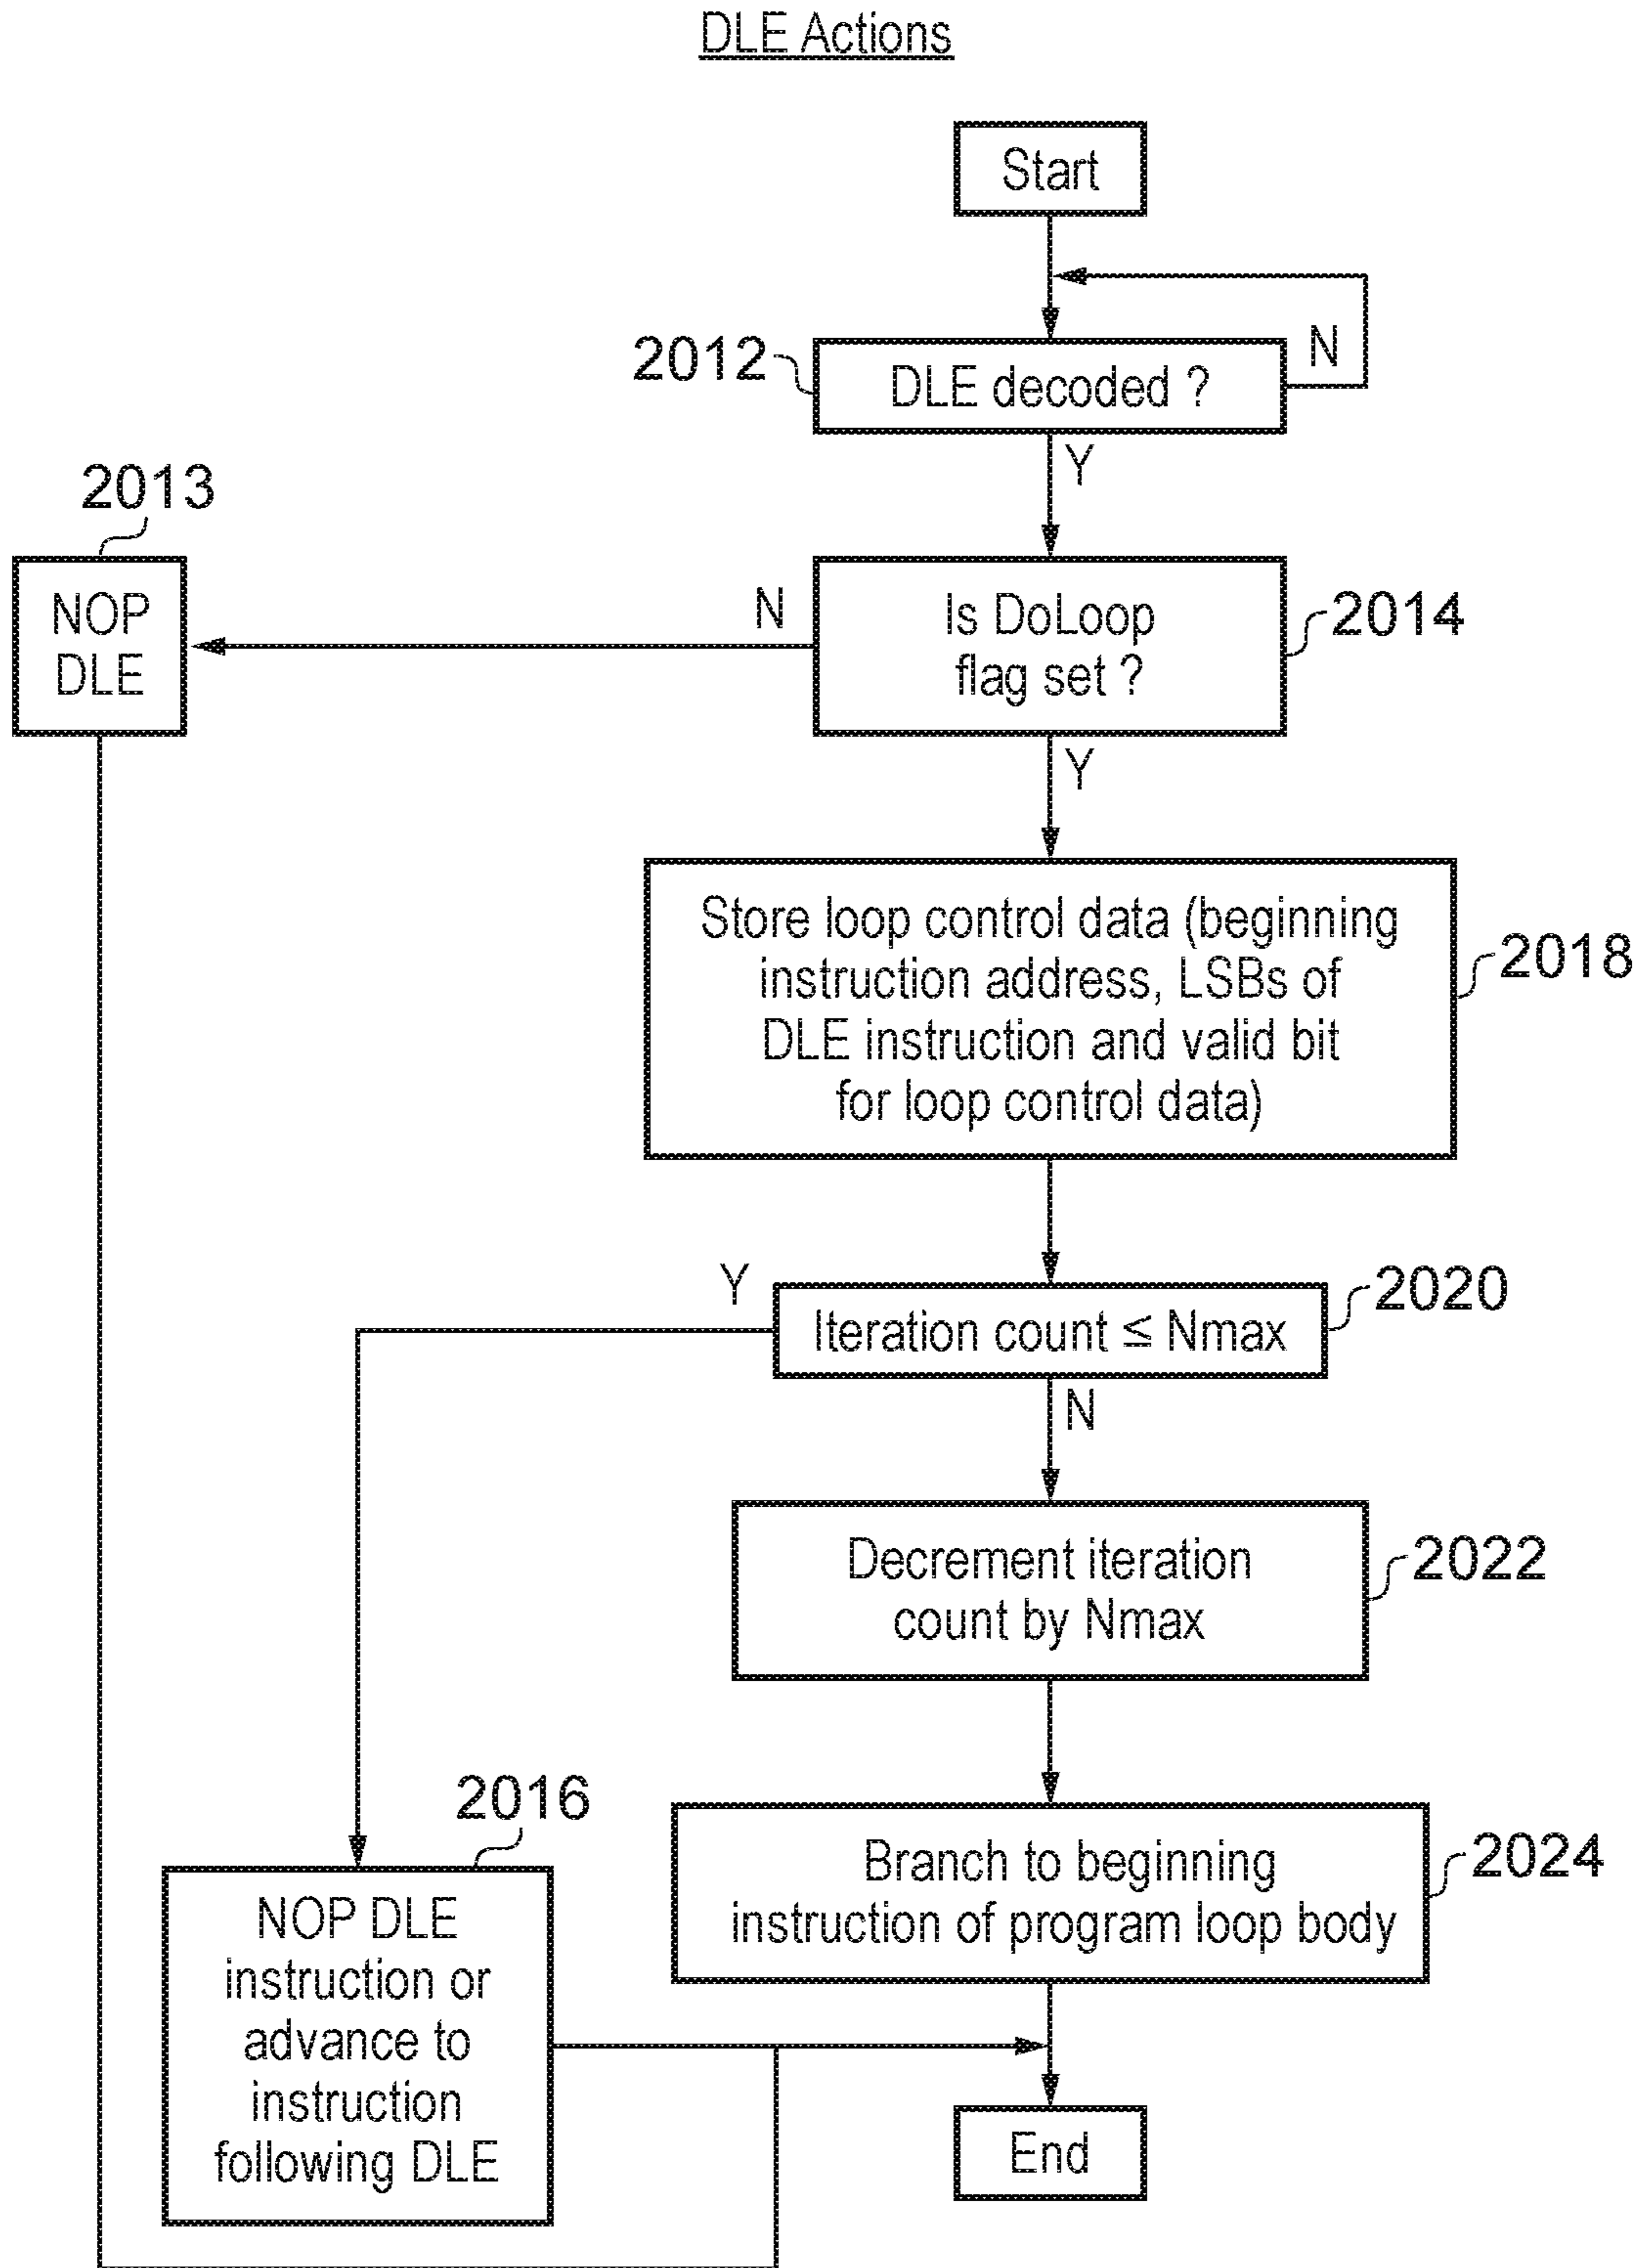 DLE Actions
Start
N
2012
DLE decoded ?
Y
2013
NOP
DLE
N
Is DoLoop
flag set ?
2014
Y
Store loop control data (beginning
instruction address, LSBs of
DLE instruction and valid bit
for loop control data)
2018
Y
Iteration count ≤ Nmax
2020
N
Decrement iteration
count by Nmax
2022
2016
NOP DLE
instruction or
advance to
instruction
following DLE
Branch to beginning
instruction of program loop body
2024
End